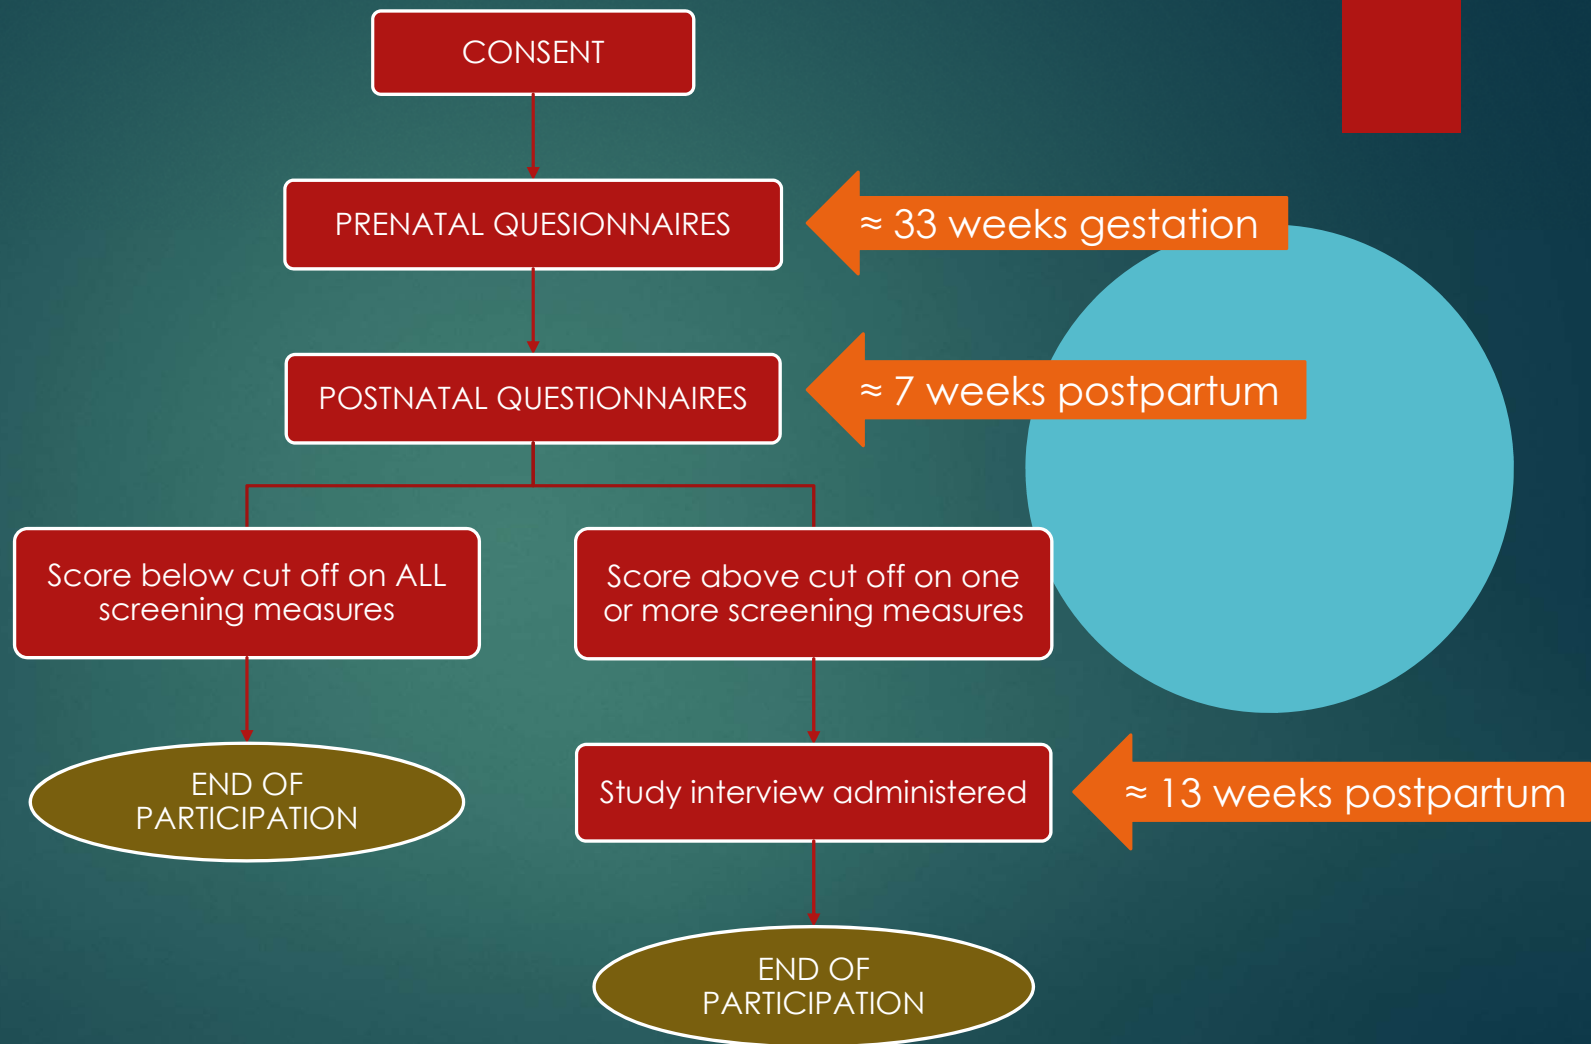 CONSENT
PRENATAL QUESIONNAIRES
≈ 33 weeks gestation
POSTNATAL QUESTIONNAIRES
≈ 7 weeks postpartum
Score below cut off on ALL
screening measures
Score above cut off on one
or more screening measures
END OF
PARTICIPATION
Study interview administered
≈ 13 weeks postpartum
END OF
PARTICIPATION